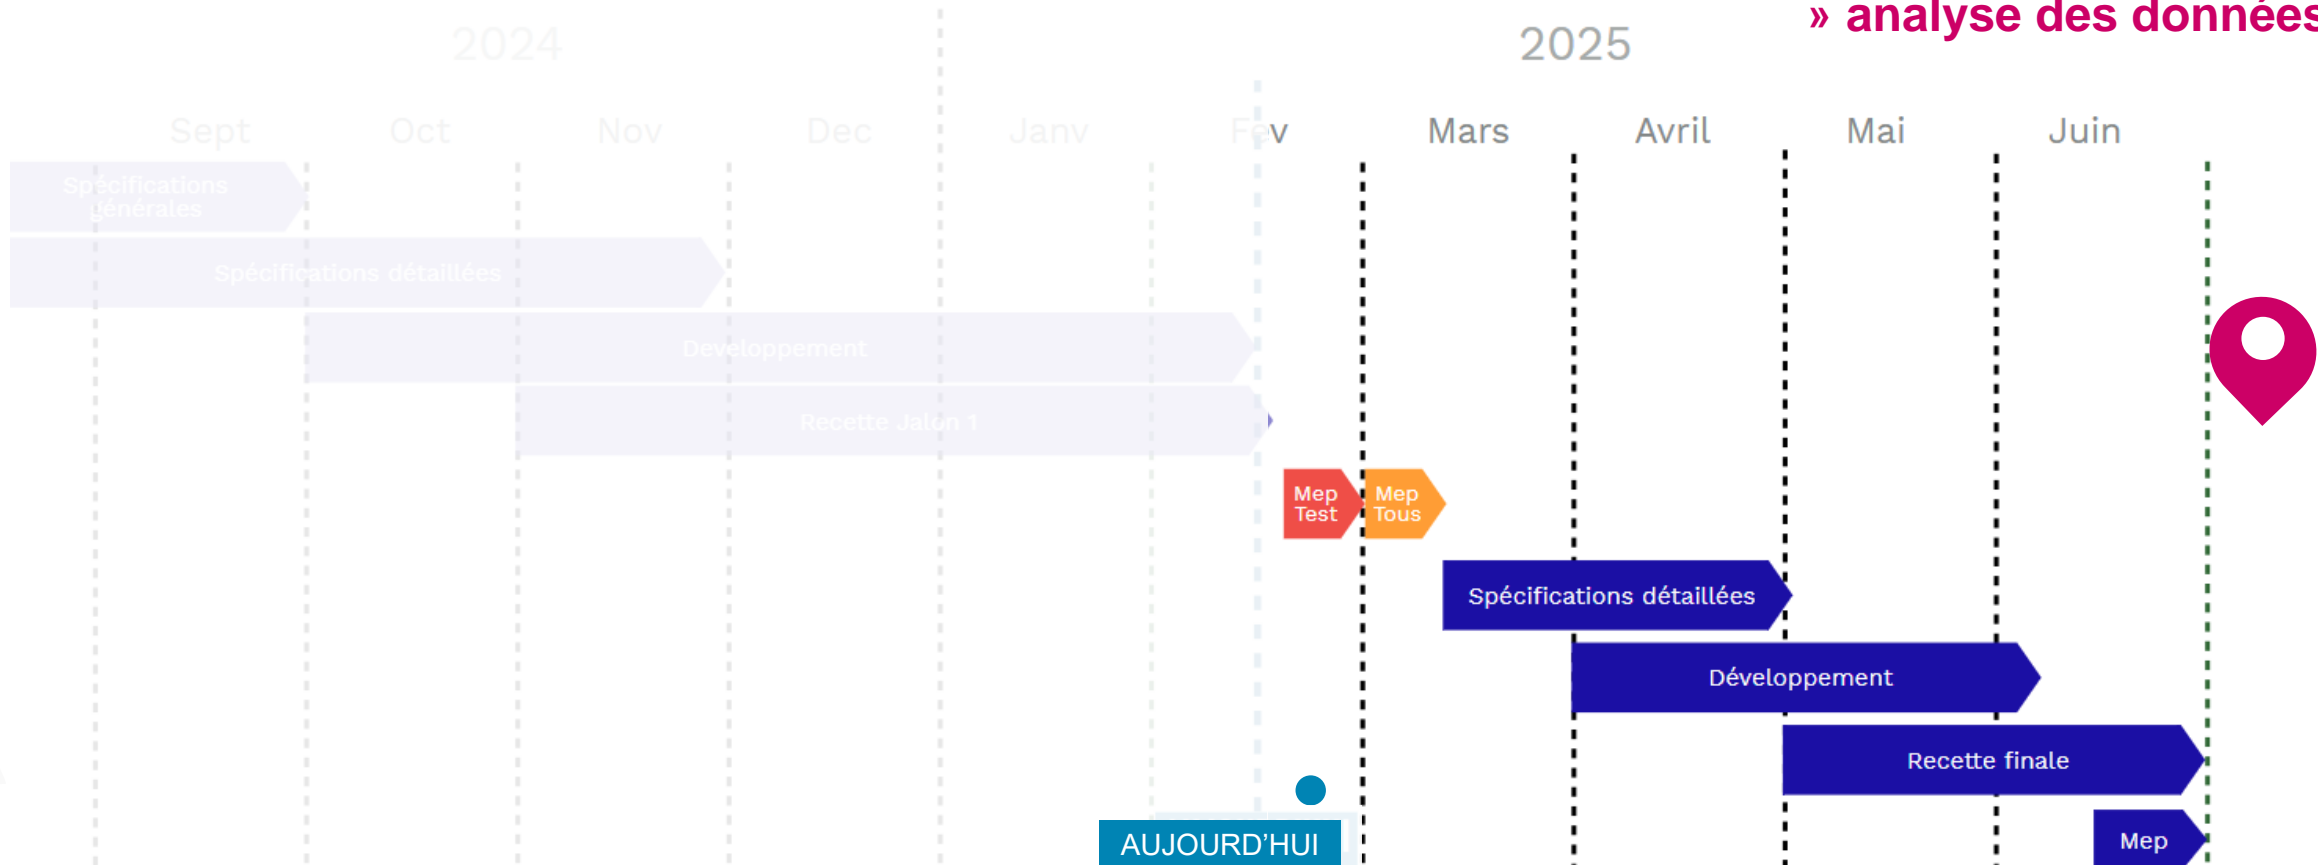 » analyse des données
2024
2025
Sept Oct Nov Dec Janv Fev Mars Avril Mai Juin
Spécifications
générales
Spécifications détaillées
Developpement
Recette Jalon 1
Mep
Test
Mep
Tous
Spécifications détaillées
Développement
Recette finale
AUJOURD’HUI
Mep